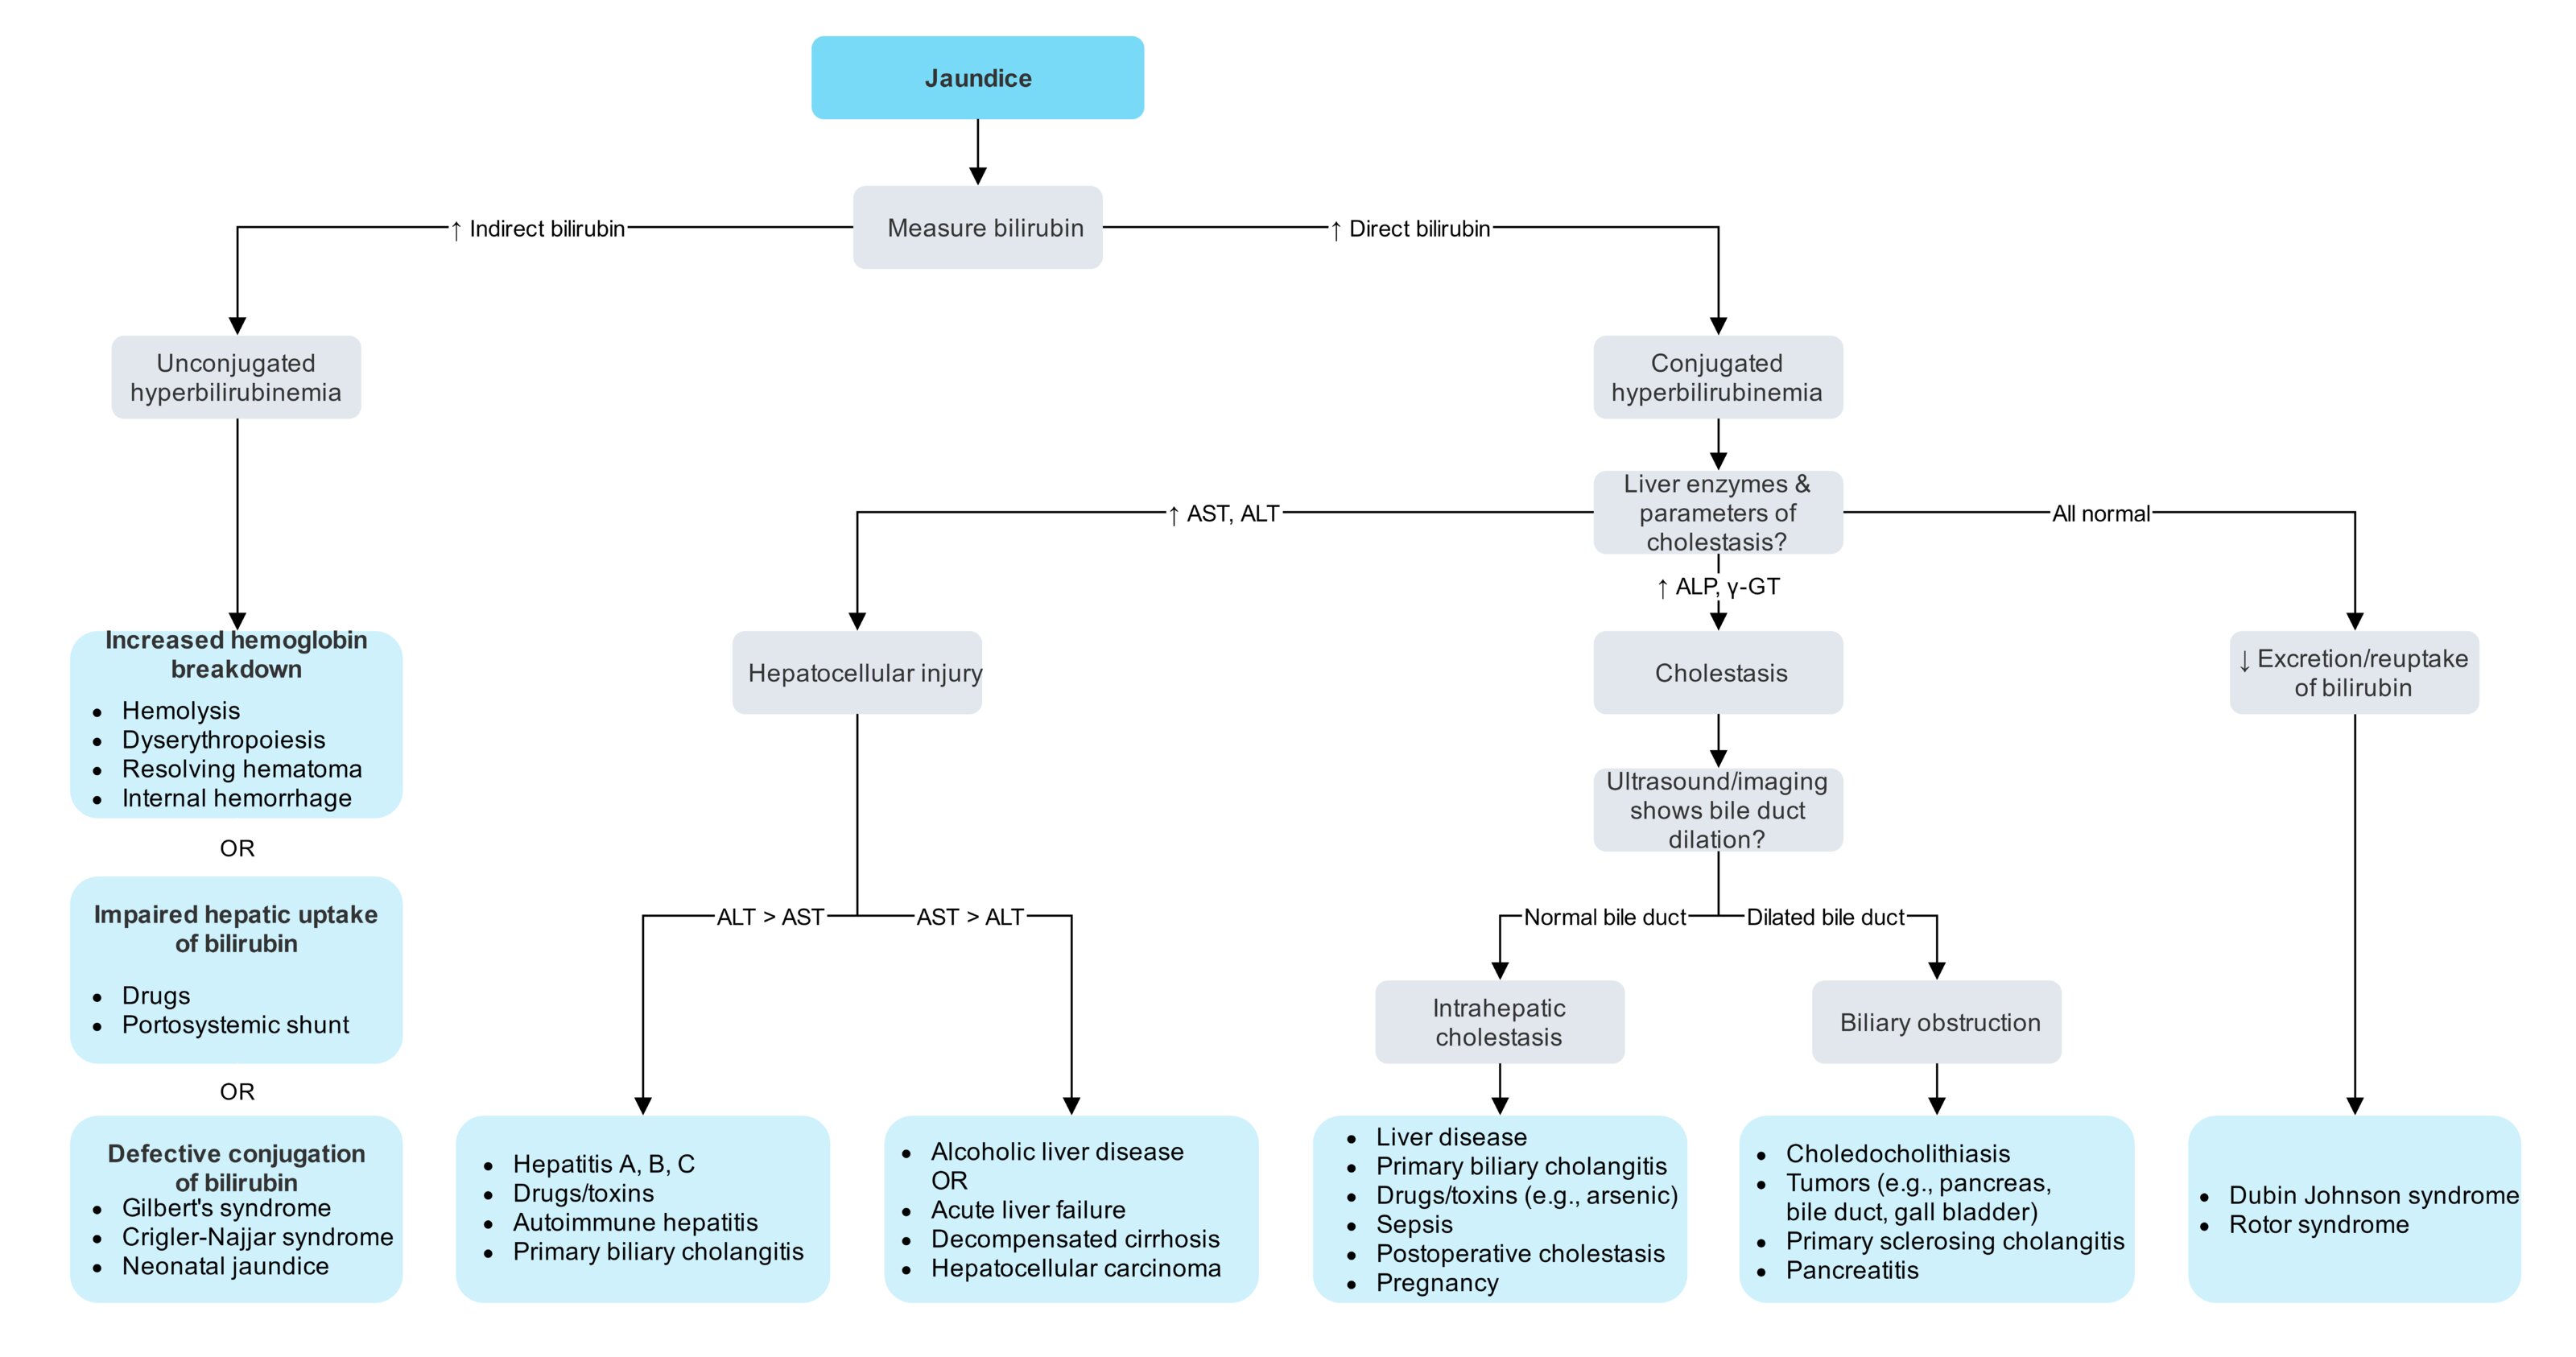 Jaundice
Measure bilirubin
↑ Indirect bilirubin
↑ Direct bilirubin
Unconjugated
hyperbilirubinemia
Conjugated
hyperbilirubinemia
Liver enzymes &
parameters of
cholestasis?
↑ AST, ALT
All normal
↑ ALP, γ-GT
Increased hemoglobin
breakdown
• Hemolysis
• Dyserythropoiesis
• Resolving hematoma
• Internal hemorrhage
OR
Impaired hepatic uptake
of bilirubin
• Drugs
• Portosystemic shunt
OR
Defective conjugation
of bilirubin
• Gilbert's syndrome
• Crigler-Najjar syndrome
• Neonatal jaundice
Hepatocellular injury
ALT > AST
AST > ALT
• Hepatitis A, B, C
• Drugs/toxins
• Autoimmune hepatitis
• Primary biliary cholangitis
• Alcoholic liver disease
OR
• Acute liver failure
• Decompensated cirrhosis
• Hepatocellular carcinoma
Cholestasis
Ultrasound/imaging
shows bile duct
dilation?
Normal bile duct
Dilated bile duct
Intrahepatic
cholestasis
Biliary obstruction
• Liver disease
• Primary biliary cholangitis
• Drugs/toxins (e.g., arsenic)
• Sepsis
• Postoperative cholestasis
• Pregnancy
• Choledocholithiasis
• Tumors (e.g., pancreas,
bile duct, gall bladder)
• Primary sclerosing cholangitis
• Pancreatitis
↓ Excretion/reuptake
of bilirubin
• Dubin Johnson syndrome
• Rotor syndrome